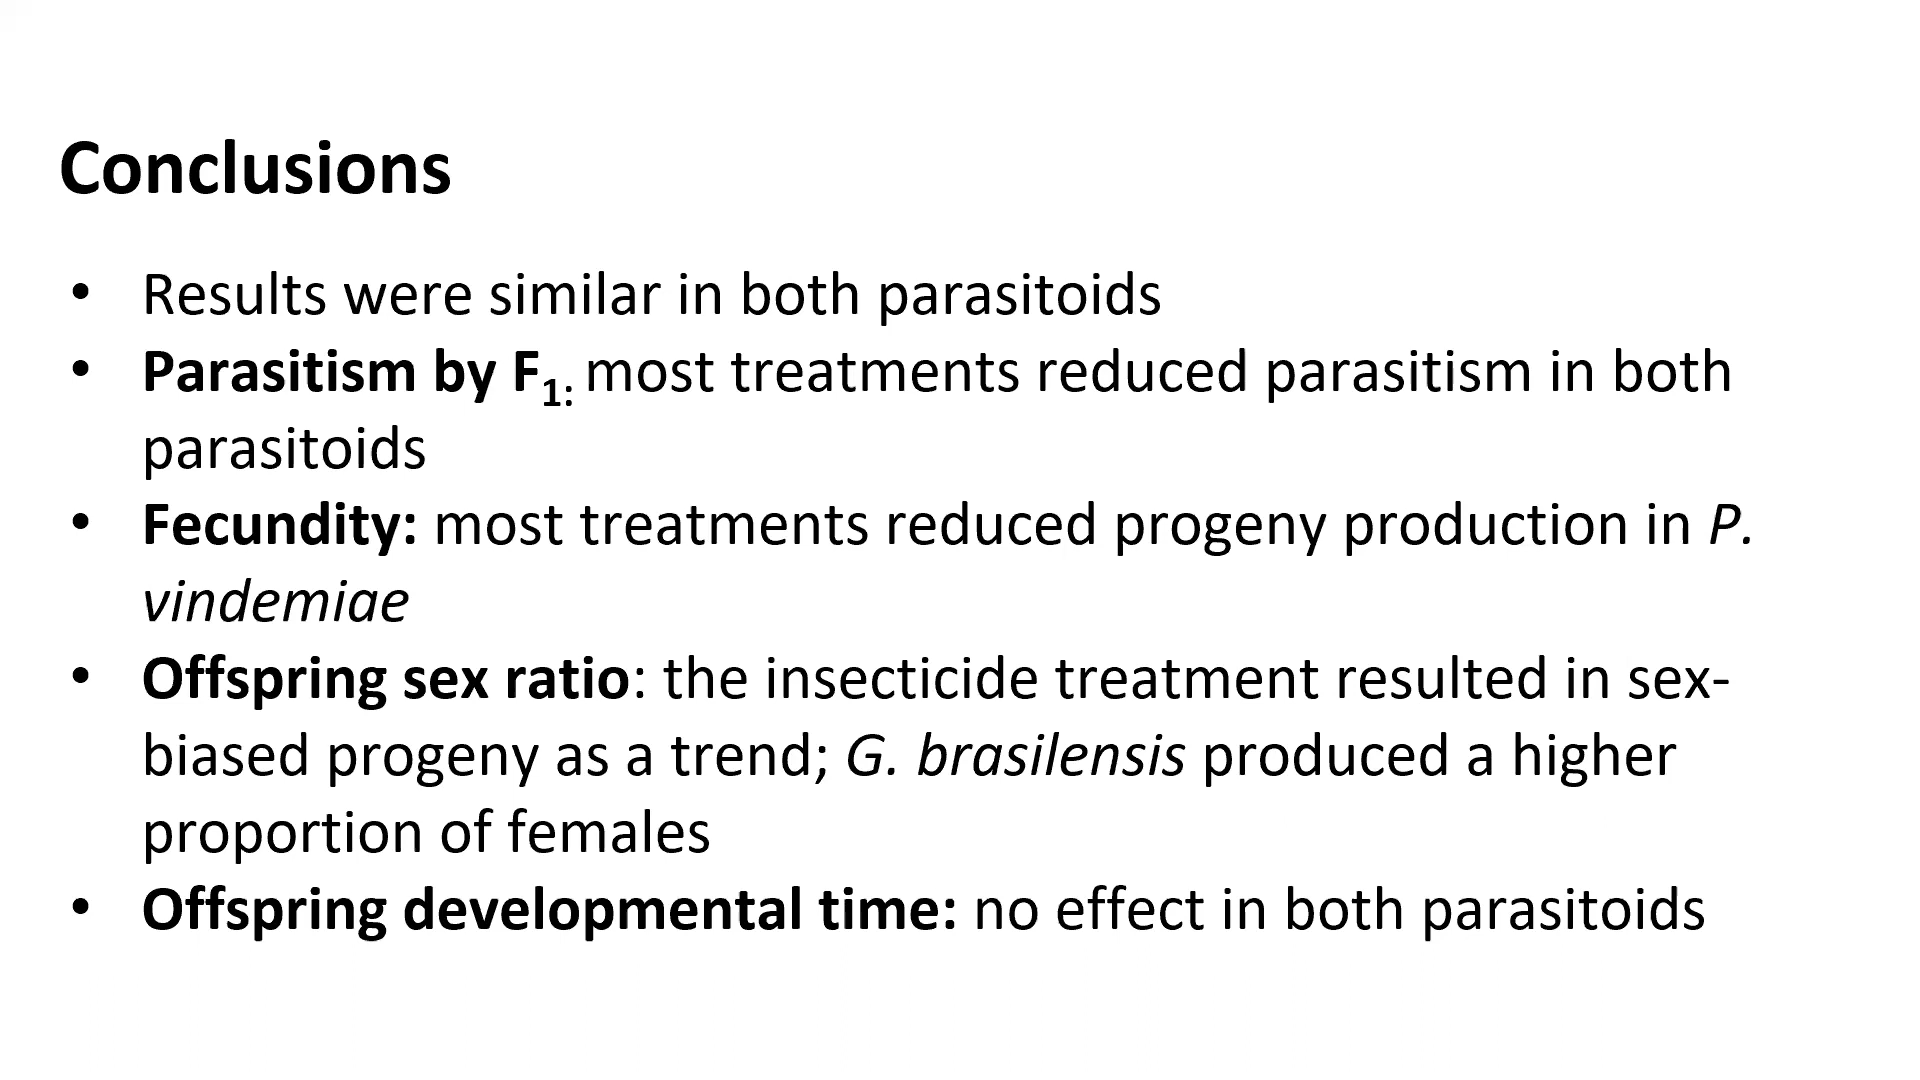 Conclusions
• Results were similar in both parasitoids
• Parasitism by F1: most treatments reduced parasitism in both
parasitoids
• Fecundity: most treatments reduced progeny production in P.
vindemiae
• Offspring sex ratio: the insecticide treatment resulted in sex-
biased progeny as a trend; G. brasilensis produced a higher
proportion of females
• Offspring developmental time: no effect in both parasitoids